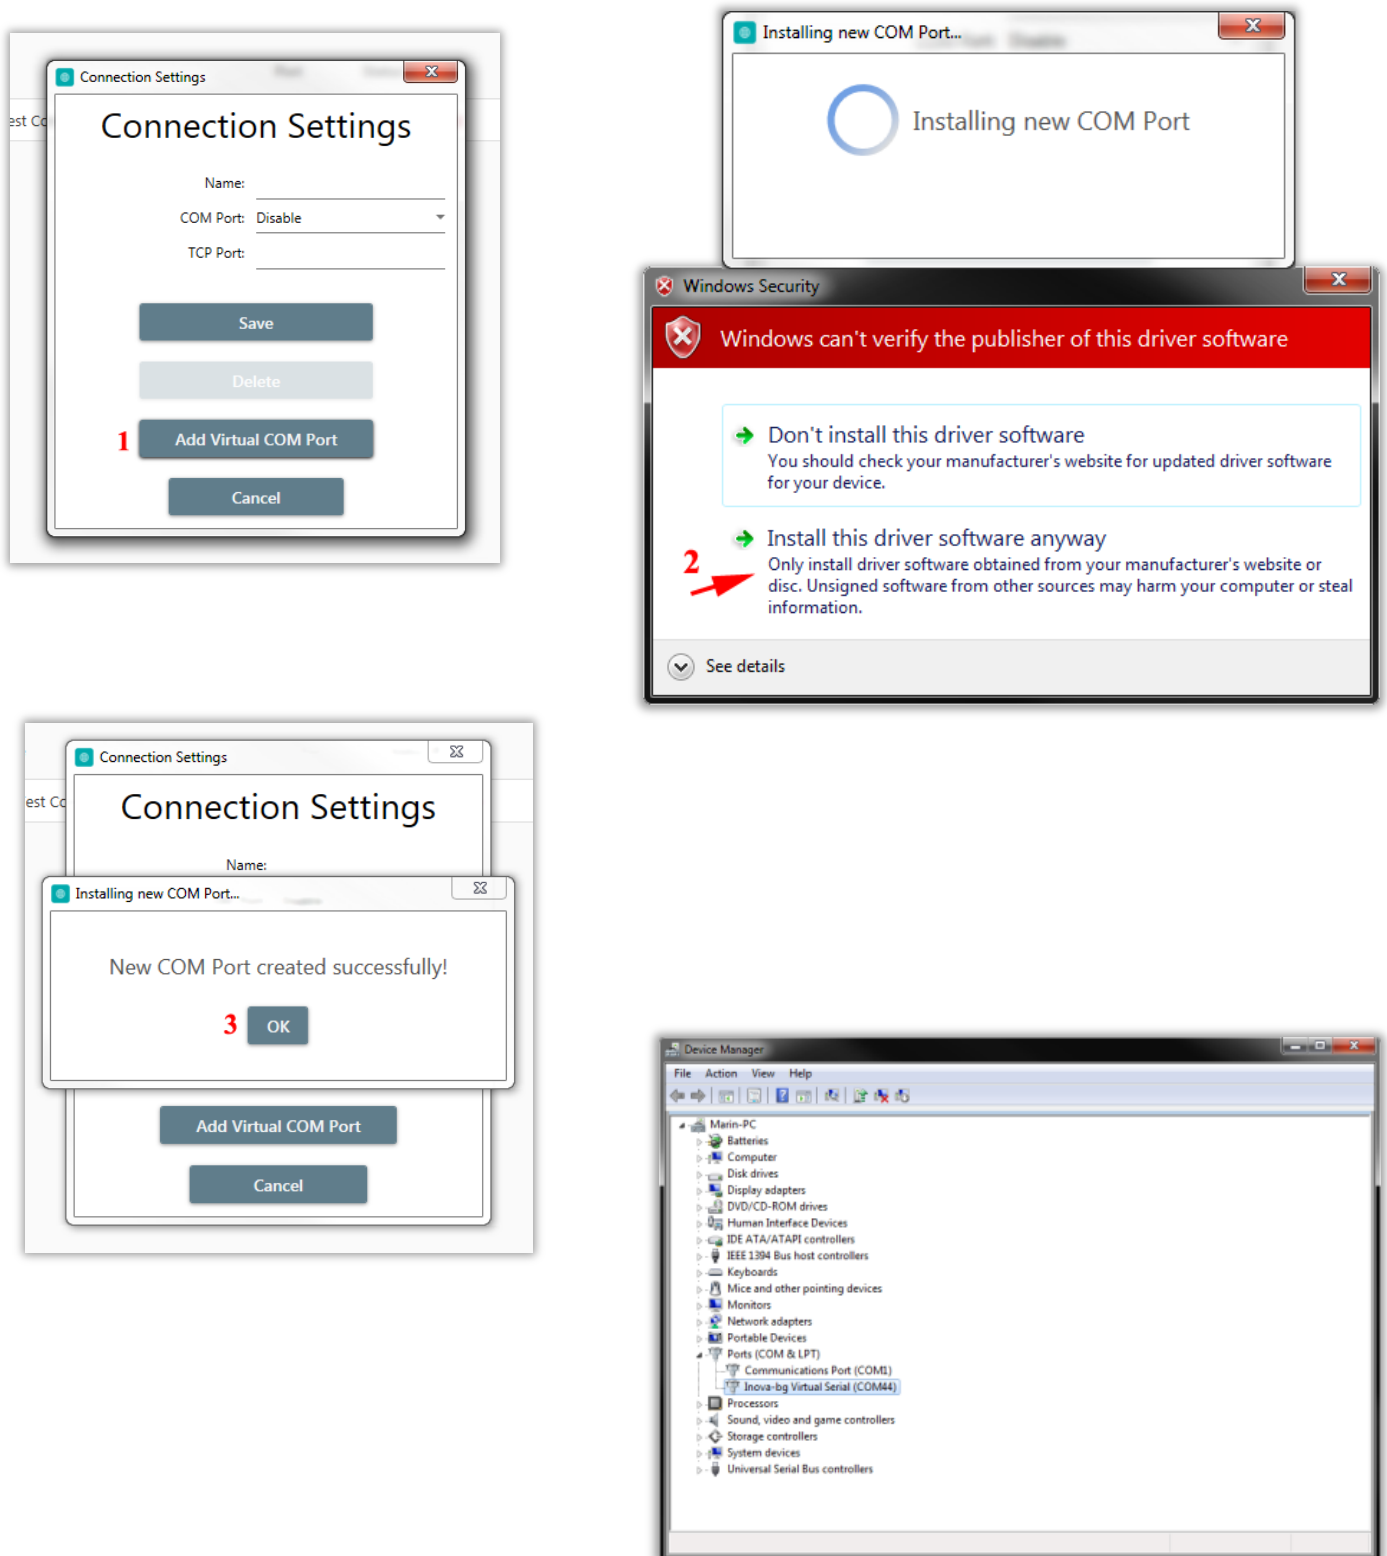 Connection Settings
est Co
Connection Settings
Name:
COM Port: Disable
TCP Port:
Save
Delete
1 Add Virtual COM Port
Cancel
Installing new COM Port...
Installing new COM Port
Windows Security
Windows can't verify the publisher of this driver software
Don't install this driver software
You should check your manufacturer's website for updated driver software
for your device.
Install this driver software anyway
2 Only install driver software obtained from your manufacturer's website or
disc. Unsigned software from other sources may harm your computer or steal
information.
See details
Connection Settings
est Co
Connection Settings
Name:
Installing new COM Port...
New COM Port created successfully!
3 OK
Add Virtual COM Port
Cancel
Device Manager
File Action View Help
Marin-PC
Batteries
Computer
Disk drives
Display adapters
DVD/CD-ROM drives
Human Interface Devices
IDE ATA/ATAPI controllers
IEEE 1394 Bus host controllers
Keyboards
Mice and other pointing devices
Monitors
Network adapters
Portable Devices
Ports (COM & LPT)
Communications Port (COM1)
Inova-bg Virtual Serial (COM44)
Processors
Sound, video and game controllers
Storage controllers
System devices
Universal Serial Bus controllers